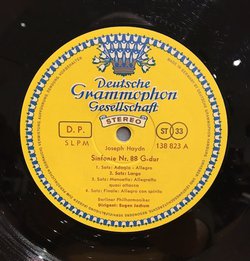 Deutsche
Grammophon
Gesellschaft
STEREO
D. P.
SLPM
ST 33
138 823 A
Joseph Haydn
Sinfonie Nr. 88 G-dur
1. Satz: Adagio - Allegro
2. Satz: Largo
3. Satz: Menuetto: Allegretto
4. Satz: Finale: Allegro con spirito
Berliner Philharmoniker
Dirigent: Eugen Jochum